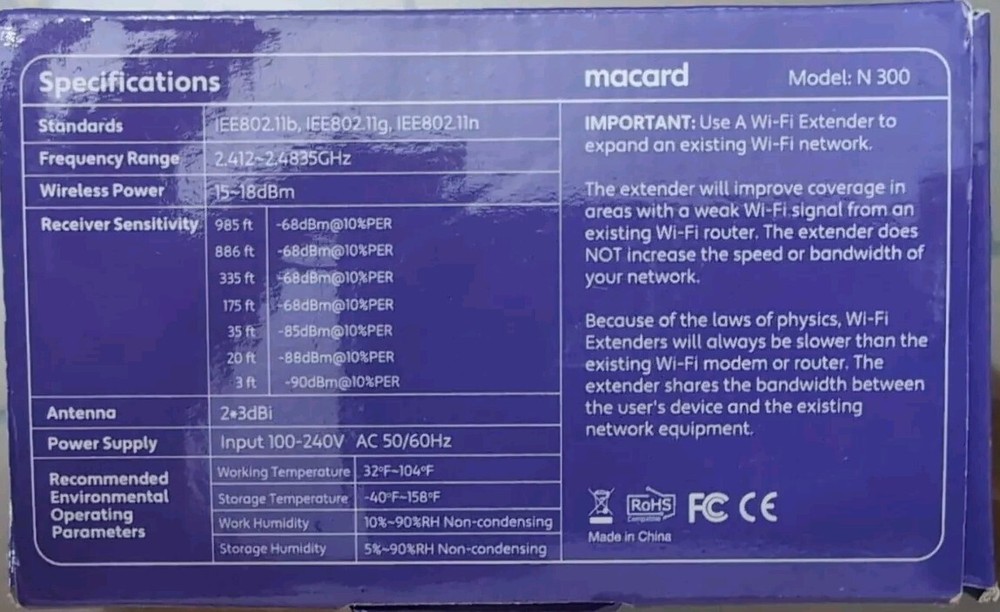 Specifications
Standards IEE802.11b, IEE802.11g, IEE802.11n
Frequency Range 2.412~2.4835GHz
Wireless Power 15~18dBm
Receiver Sensitivity 985 ft -68dBm@10%PER
886 ft -68dBm@10%PER
335 ft -68dBm@10%PER
175 ft -68dBm@10%PER
35 ft -85dBm@10%PER
20 ft -88dBm@10%PER
3 ft -90dBm@10%PER
Antenna 2*3dBi
Power Supply Input 100-240V AC 50/60Hz
Recommended
Environmental
Operating
Parameters
Working Temperature 32°F~104°F
Storage Temperature -40°F~158°F
Work Humidity 10%~90%RH Non-condensing
Storage Humidity 5%~90%RH Non-condensing
macard Model: N 300
IMPORTANT: Use A Wi-Fi Extender to
expand an existing Wi-Fi network.
The extender will improve coverage in
areas with a weak Wi-Fi signal from an
existing Wi-Fi router. The extender does
NOT increase the speed or bandwidth of
your network.
Because of the laws of physics, Wi-Fi
Extenders will always be slower than the
existing Wi-Fi modem or router. The
extender shares the bandwidth between
the user's device and the existing
network equipment.
RoHS
Compatible
FC CE
Made in China